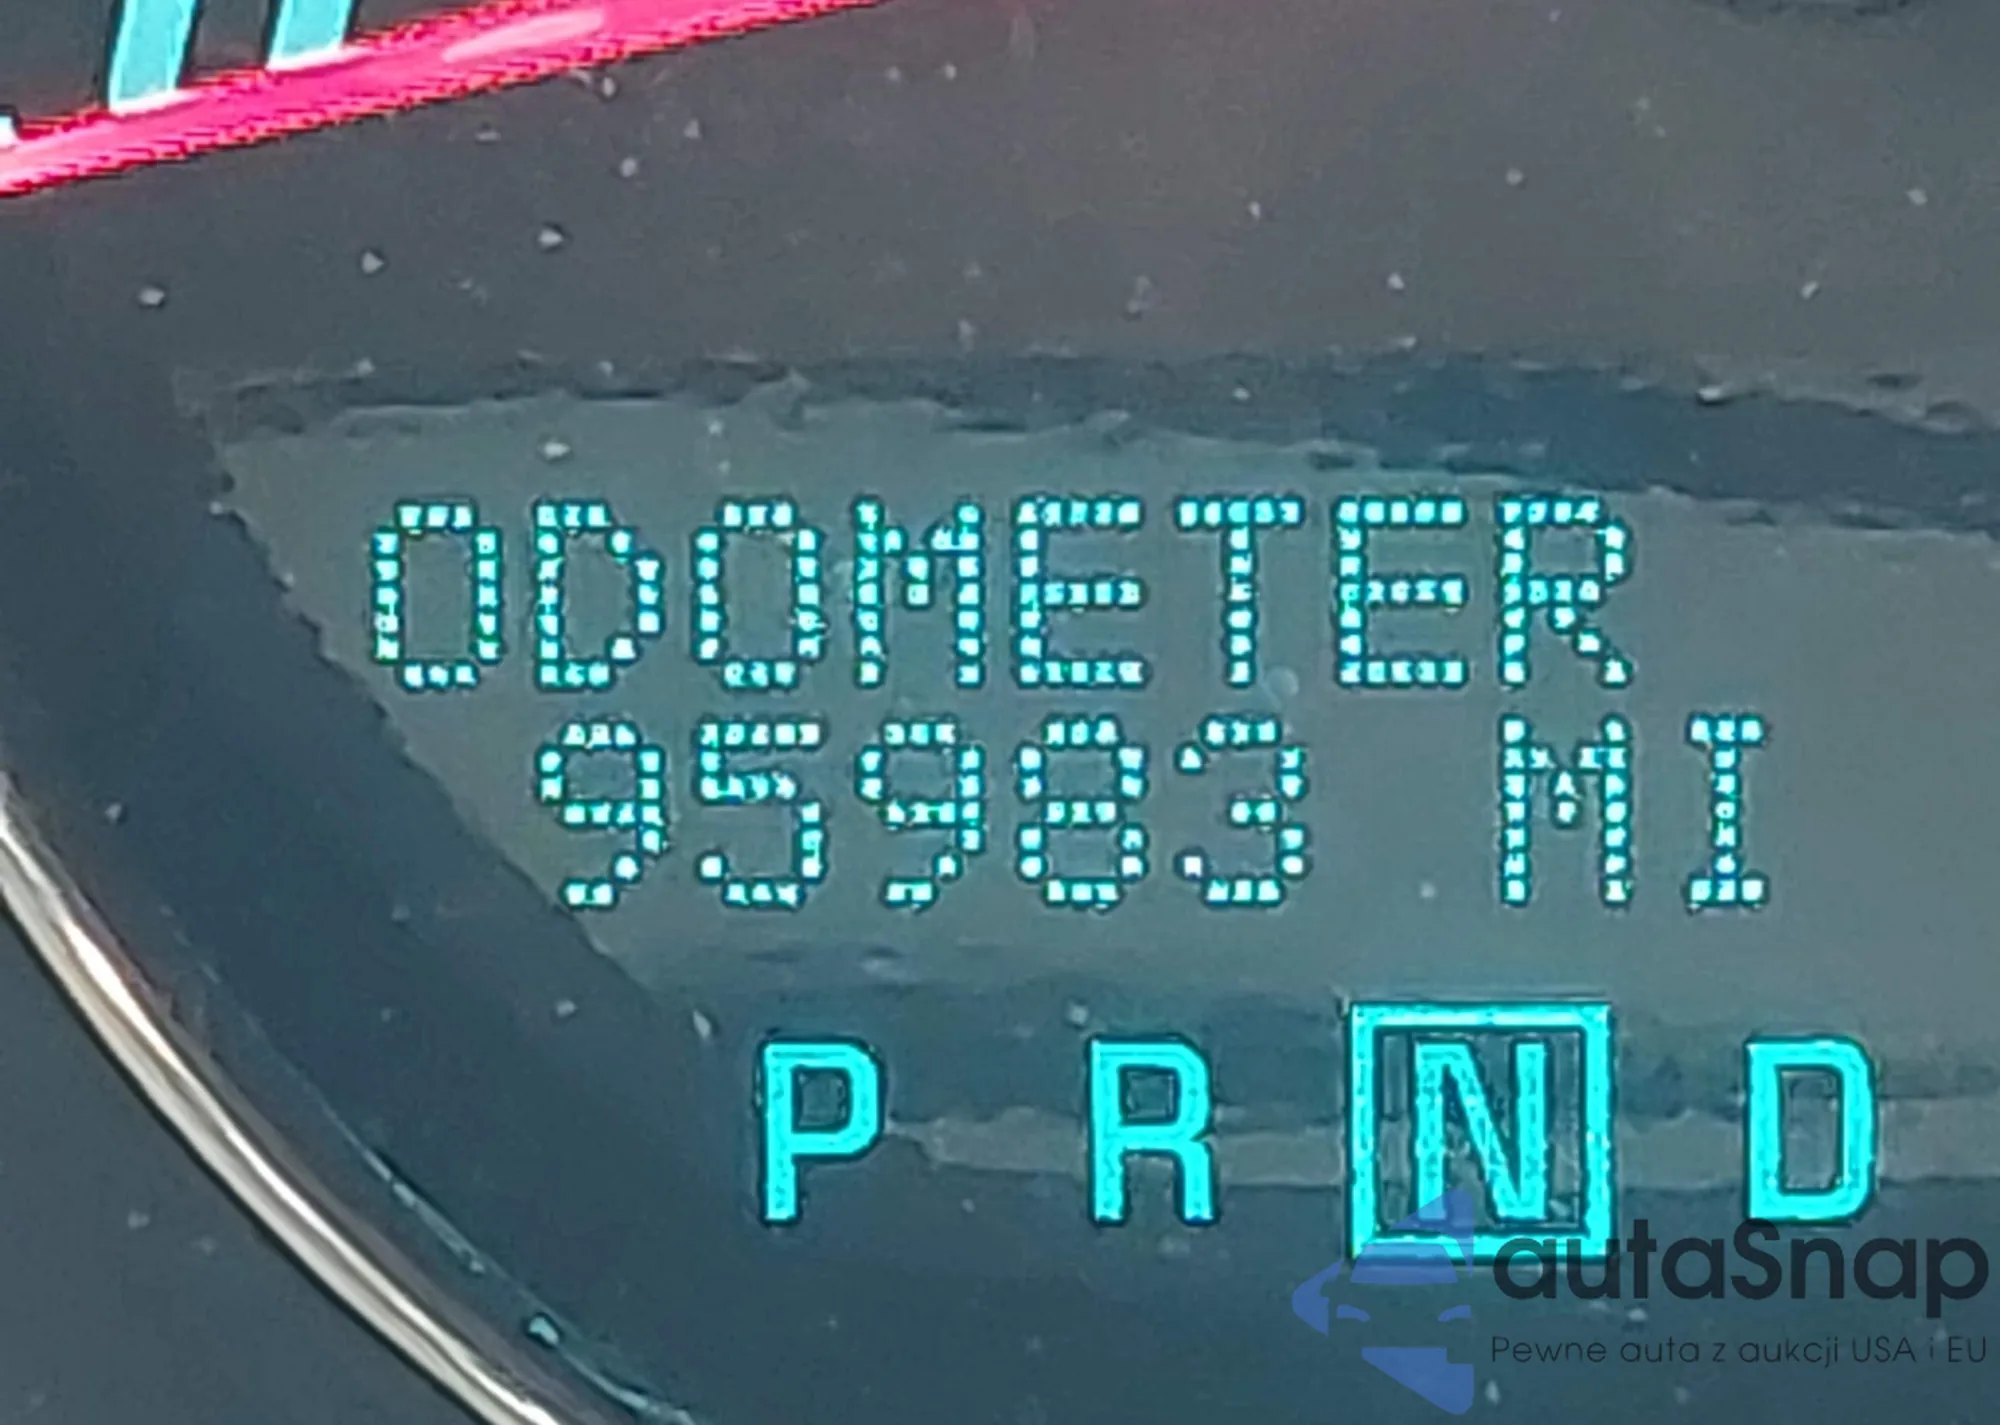 ODOMETER
95983 MI
P R N D
autaSnap
Pewne auta z aukcji USA i EU